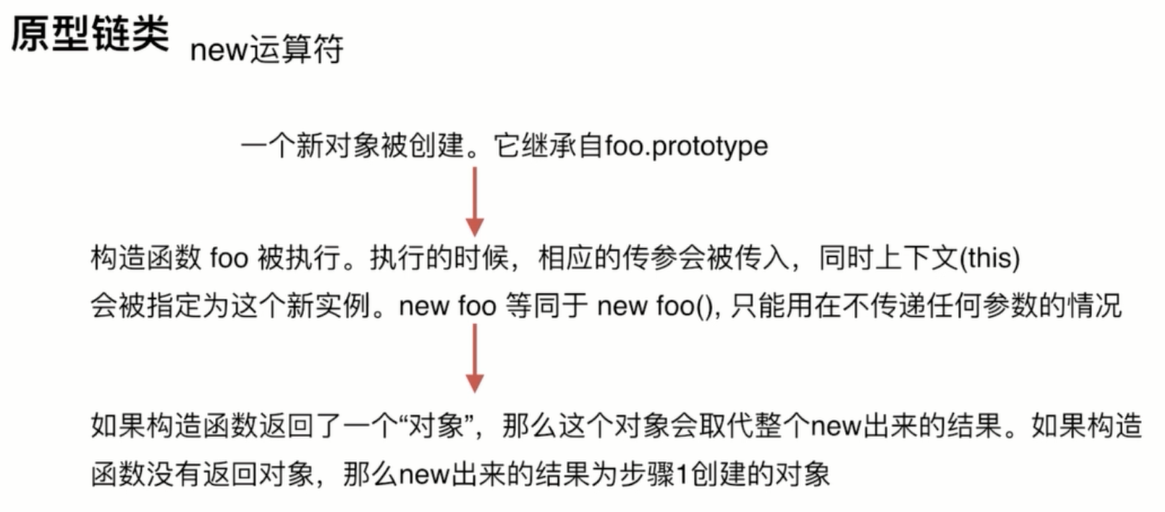 原型链类
new运算符
一个新对象被创建。它继承自foo.prototype
构造函数 foo 被执行。执行的时候，相应的传参会被传入，同时上下文(this)
会被指定为这个新实例。new foo 等同于 new foo(), 只能用在不传递任何参数的情况
如果构造函数返回了一个“对象”，那么这个对象会取代整个new出来的结果。如果构造
函数没有返回对象，那么new出来的结果为步骤1创建的对象